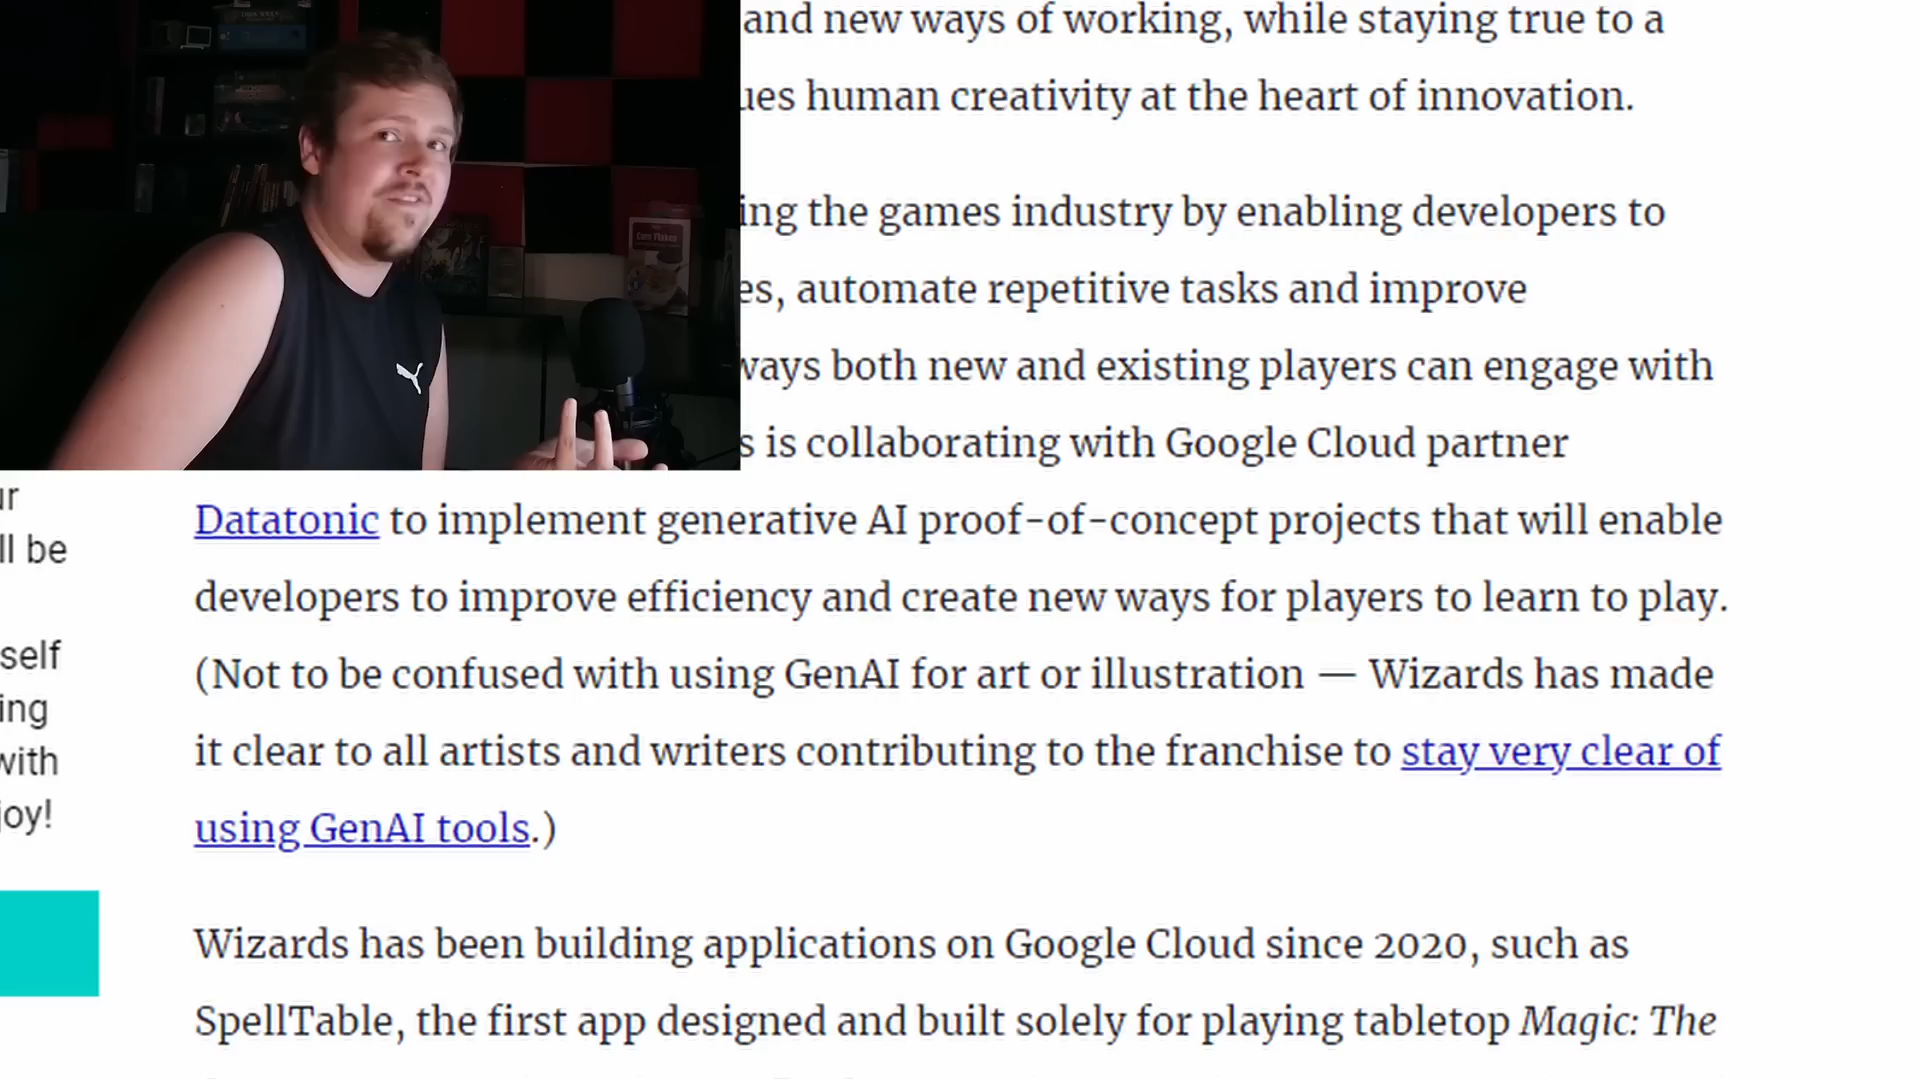 and new ways of working, while staying true to a
ues human creativity at the heart of innovation.
ing the games industry by enabling developers to
es, automate repetitive tasks and improve
ways both new and existing players can engage with
s is collaborating with Google Cloud partner
Datatonic to implement generative AI proof-of-concept projects that will enable
developers to improve efficiency and create new ways for players to learn to play.
(Not to be confused with using GenAI for art or illustration — Wizards has made
it clear to all artists and writers contributing to the franchise to stay very clear of
using GenAI tools.)
Wizards has been building applications on Google Cloud since 2020, such as
SpellTable, the first app designed and built solely for playing tabletop Magic: The
ur
ll be
self
ing
with
joy!
Corn Flakes